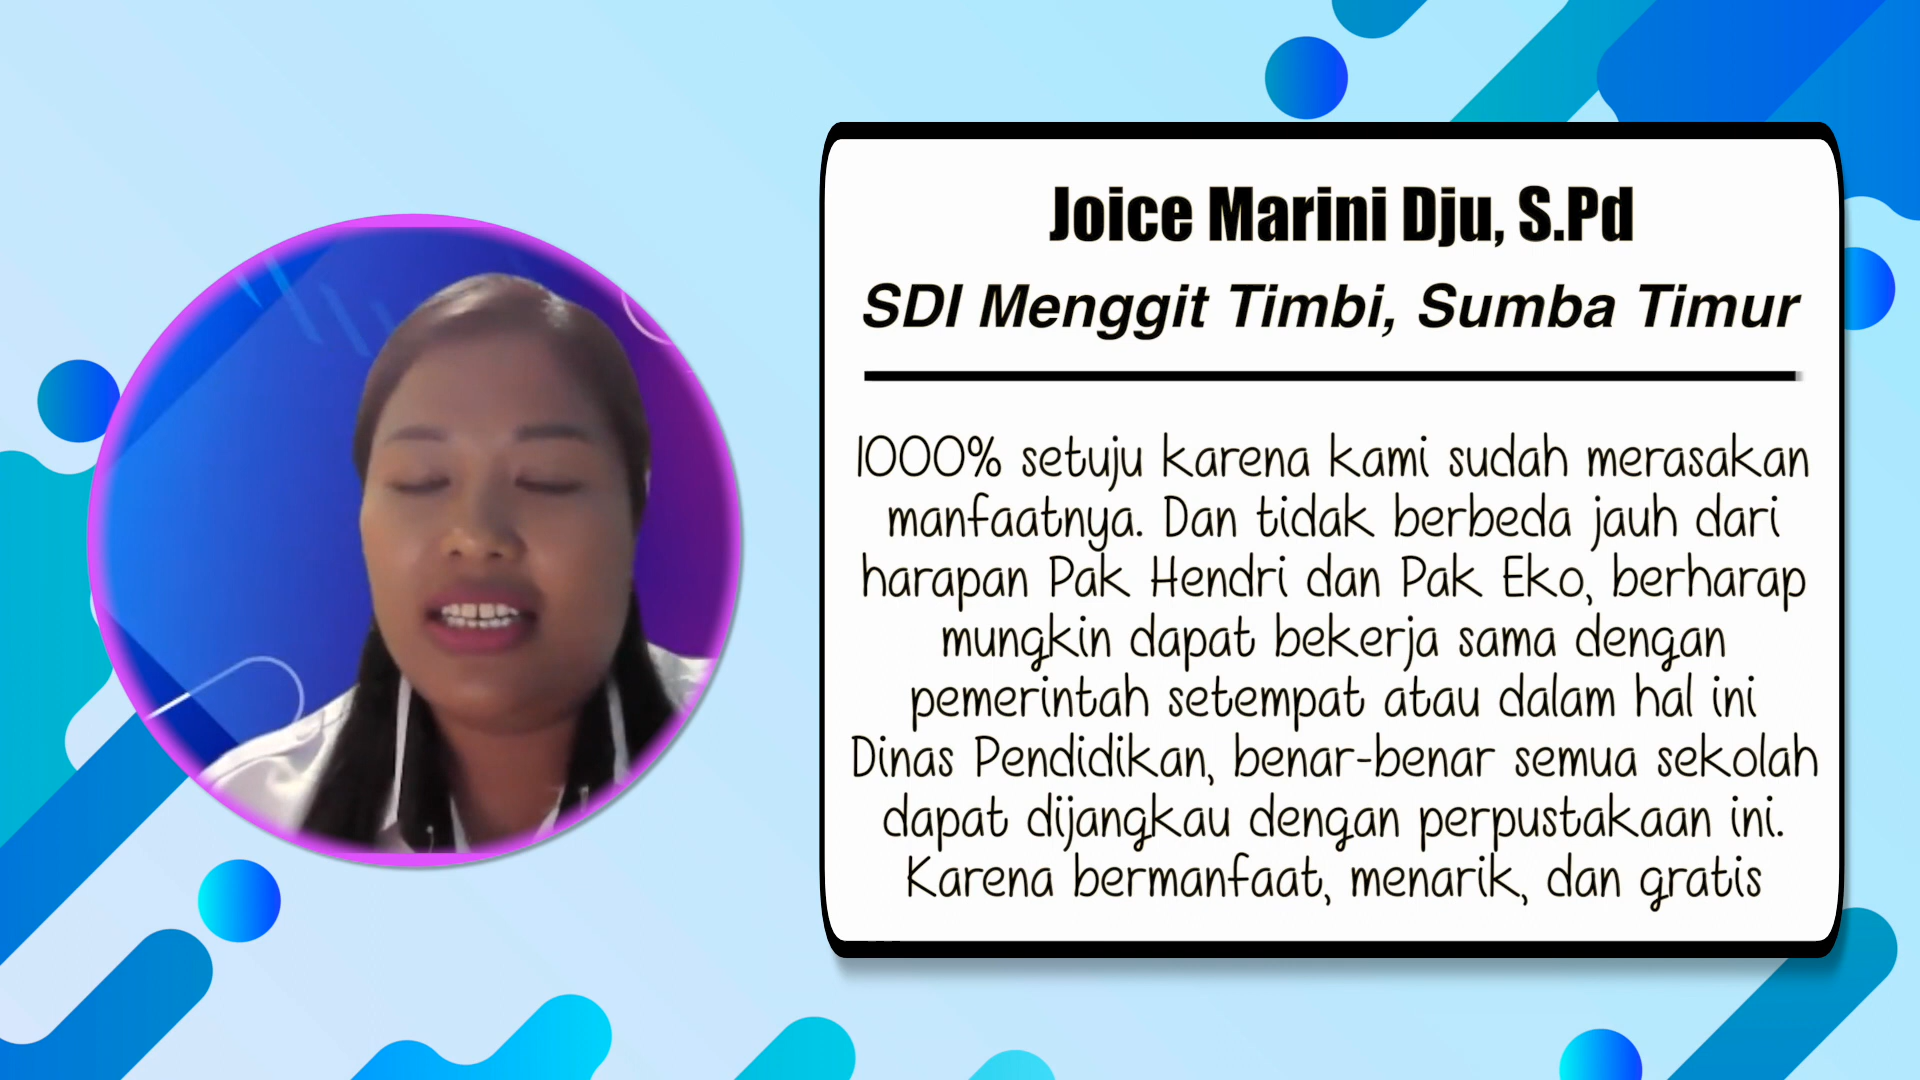 Joice Marini Dju, S.Pd
SDI Menggit Timbi, Sumba Timur
1000% setuju karena kami sudah merasakan
manfaatnya. Dan tidak berbeda jauh dari
harapan Pak Hendri dan Pak Eko, berharap
mungkin dapat bekerja sama dengan
pemerintah setempat atau dalam hal ini
Dinas Pendidikan, benar-benar semua sekolah
dapat dijangkau dengan perpustakaan ini.
Karena bermanfaat, menarik, dan gratis